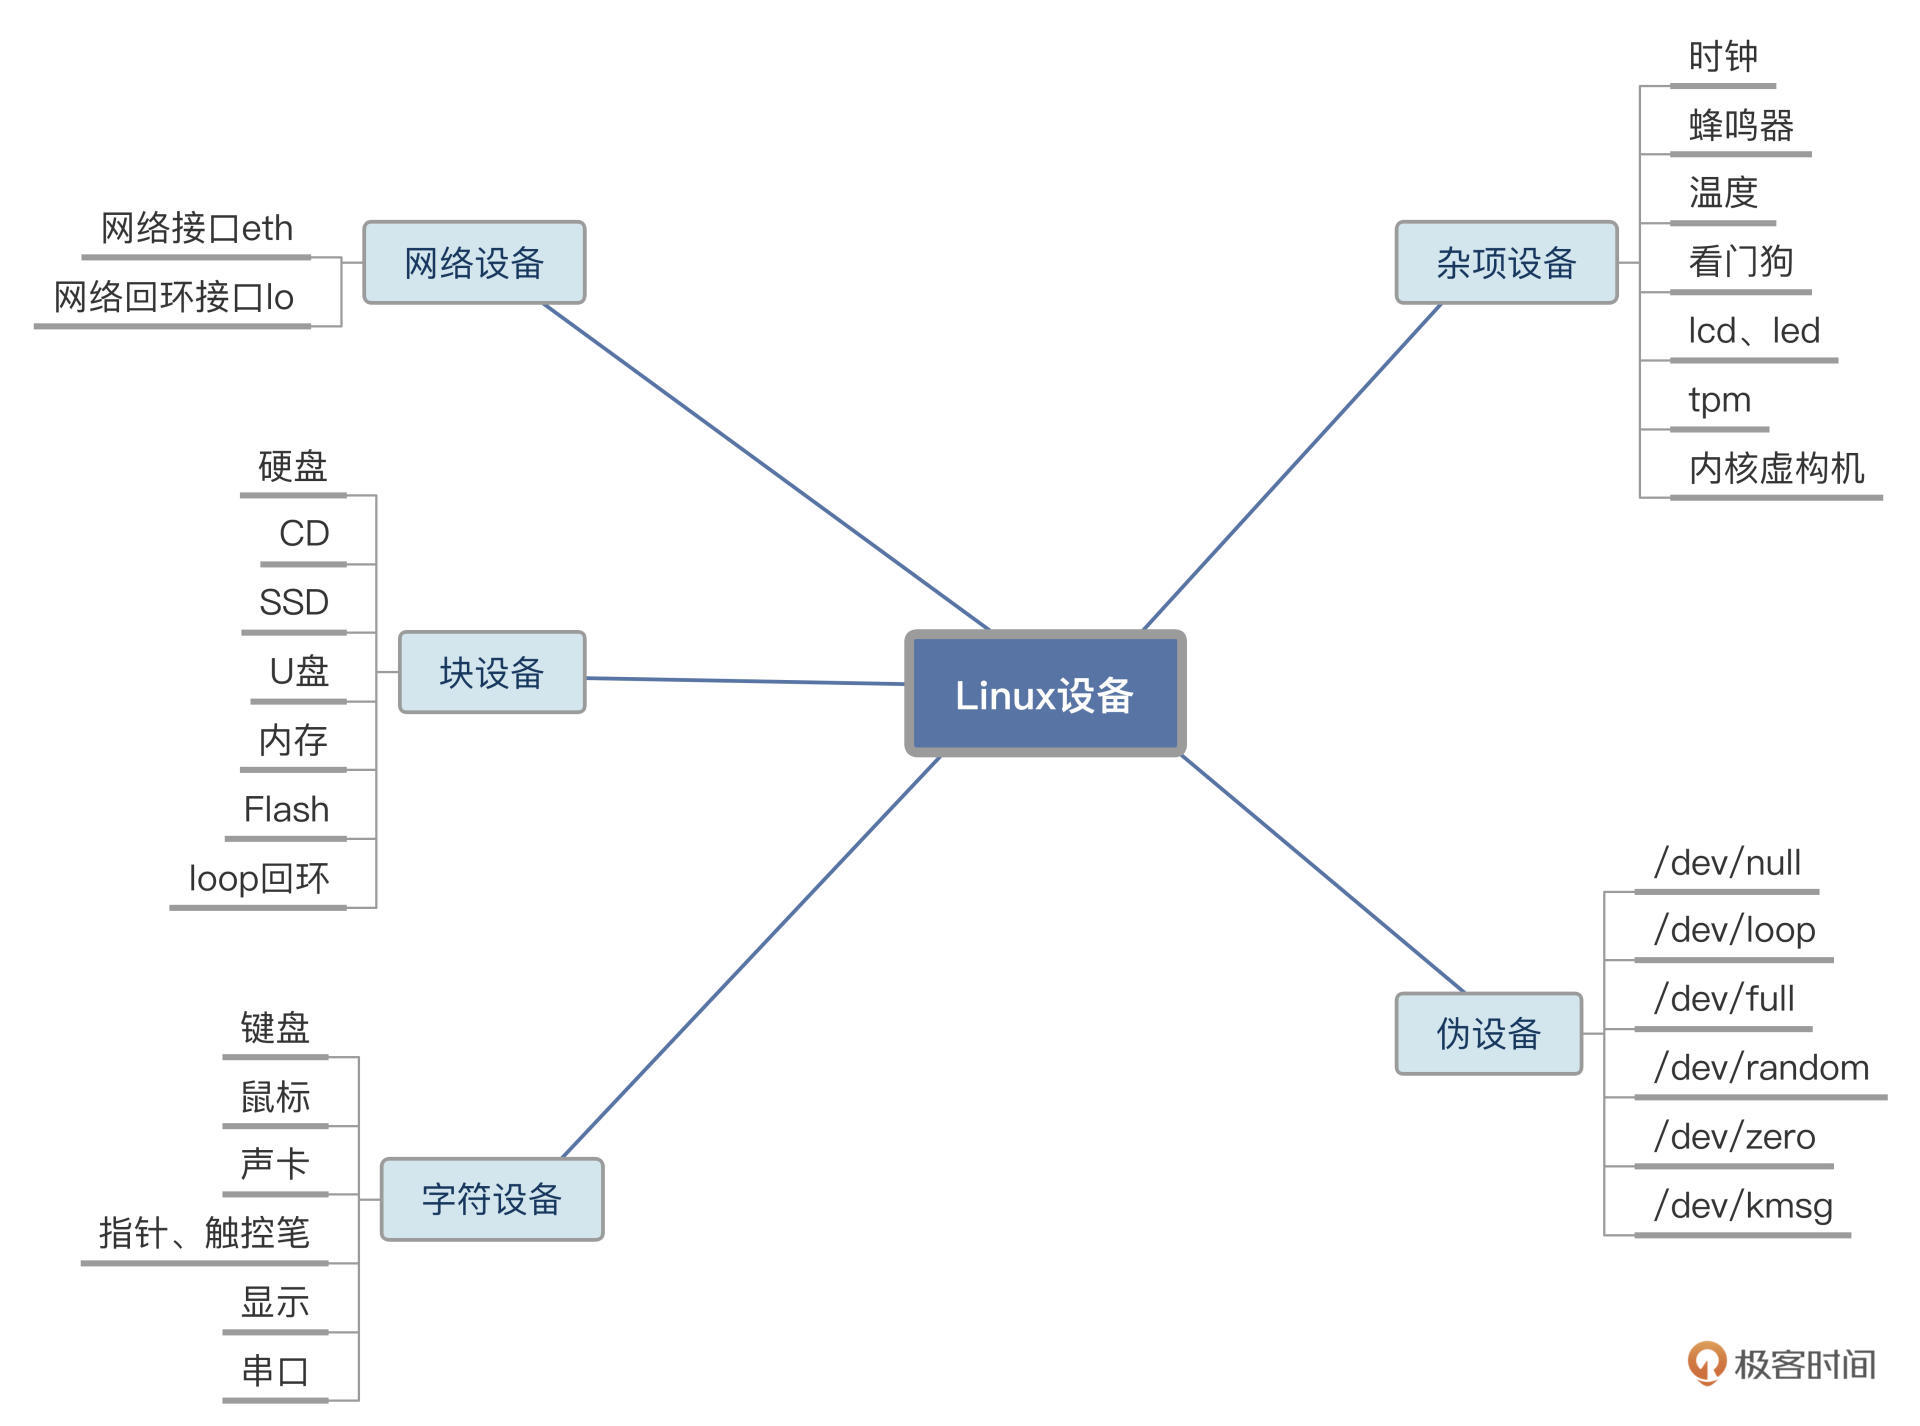 Linux设备
网络设备
网络接口eth
网络回环接口lo
块设备
硬盘
CD
SSD
U盘
内存
Flash
loop回环
字符设备
键盘
鼠标
声卡
指针、触控笔
显示
串口
杂项设备
时钟
蜂鸣器
温度
看门狗
lcd、led
tpm
内核虚构机
伪设备
/dev/null
/dev/loop
/dev/full
/dev/random
/dev/zero
/dev/kmsg
极客时间